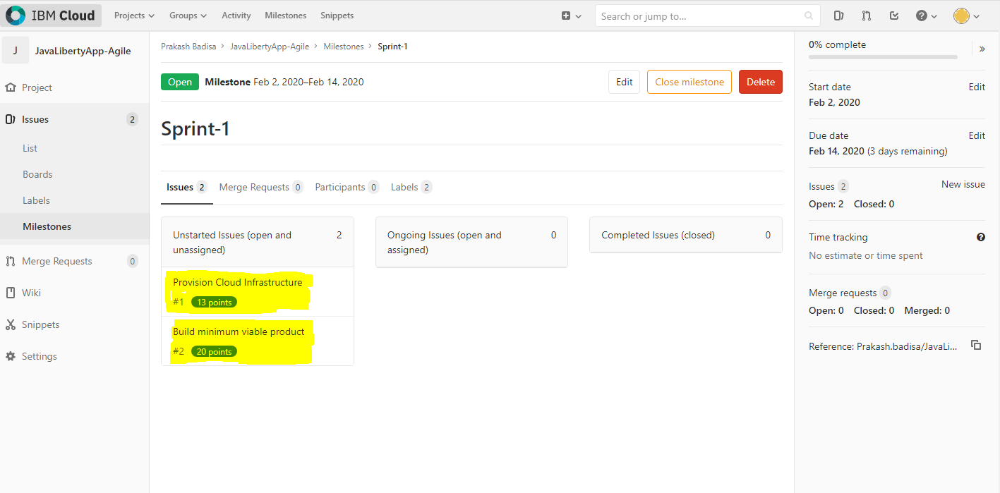 IBM Cloud Projects Groups Activity Milestones Snippets Search or jump to...
J JavaLibertyApp-Agile
Project
Issues 2
List
Boards
Labels
Milestones
Merge Requests 0
Wiki
Snippets
Settings
Prakash Badisa › JavaLibertyApp-Agile › Milestones › Sprint-1
Open Milestone Feb 2, 2020–Feb 14, 2020 Edit Close milestone Delete
Sprint-1
Issues 2 Merge Requests 0 Participants 0 Labels 2
Unstarted Issues (open and
unassigned) 2
Provision Cloud Infrastructure
#1 13 points
Build minimum viable product
#2 20 points
Ongoing Issues (open and
assigned) 0
Completed Issues (closed) 0
0% complete »
Start date Edit
Feb 2, 2020
Due date Edit
Feb 14, 2020 (3 days remaining)
Issues 2 New issue
Open: 2 Closed: 0
Time tracking ?
No estimate or time spent
Merge requests 0
Open: 0 Closed: 0 Merged: 0
Reference: Prakash.badisa/JavaLi...